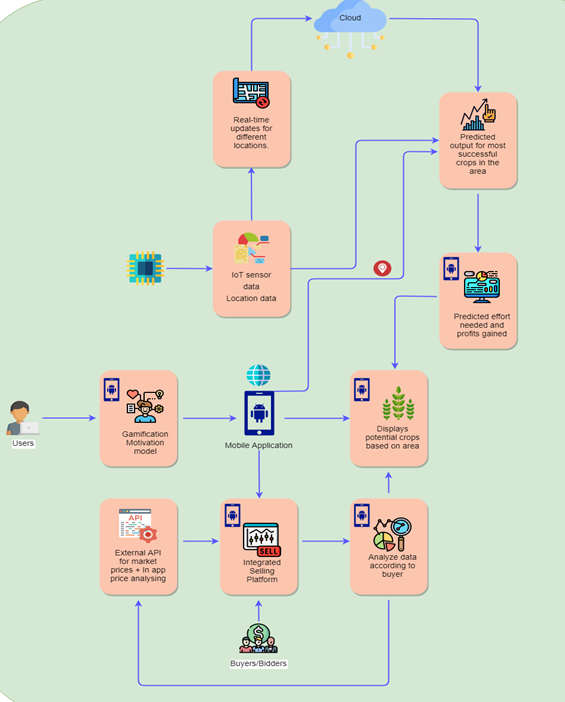 Cloud
Real-time
updates for
different
locations.
Predicted
output for most
successful
crops in the
area
IoT sensor
data
Location data
Predicted effort
needed and
profits gained
Users
Gamification
Motivation
model
Mobile Application
Displays
potential crops
based on area
API
External API
for market
prices + In app
price analysing
SELL
Integrated
Selling
Platform
Analyze data
according to
buyer
Buyers/Bidders